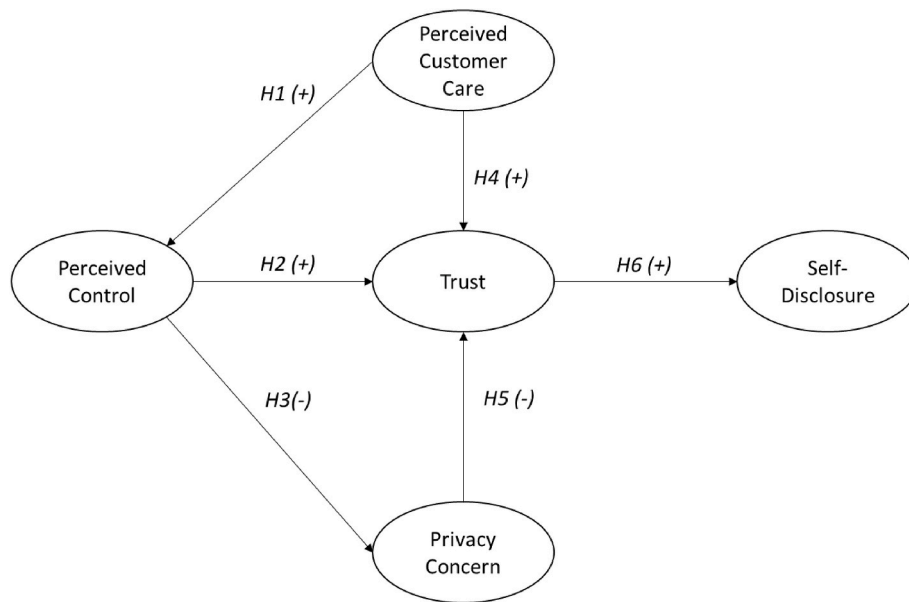 Perceived
Customer
Care
H1 (+)
H4 (+)
Perceived
Control
H2 (+)
Trust
H6 (+)
Self-
Disclosure
H3(-)
H5 (-)
Privacy
Concern